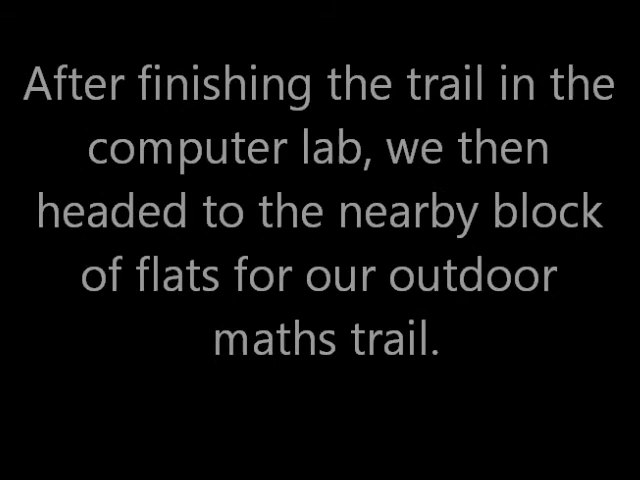 After finishing the trail in the
computer lab, we then
headed to the nearby block
of flats for our outdoor
maths trail.